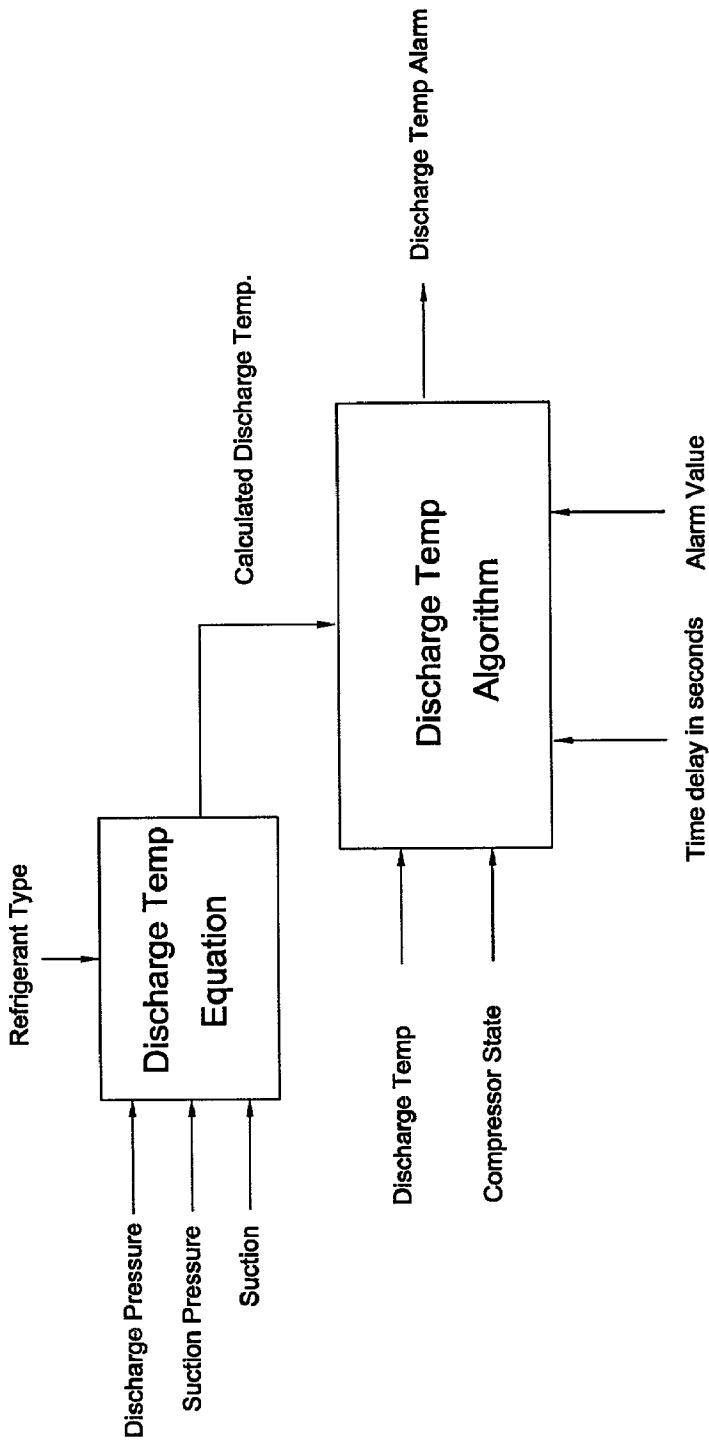 Refrigerant Type
Discharge Pressure
Suction Pressure
Suction
Discharge Temp
Equation
Calculated Discharge Temp.
Discharge Temp
Compressor State
Discharge Temp
Algorithm
Discharge Temp Alarm
Time delay in seconds
Alarm Value